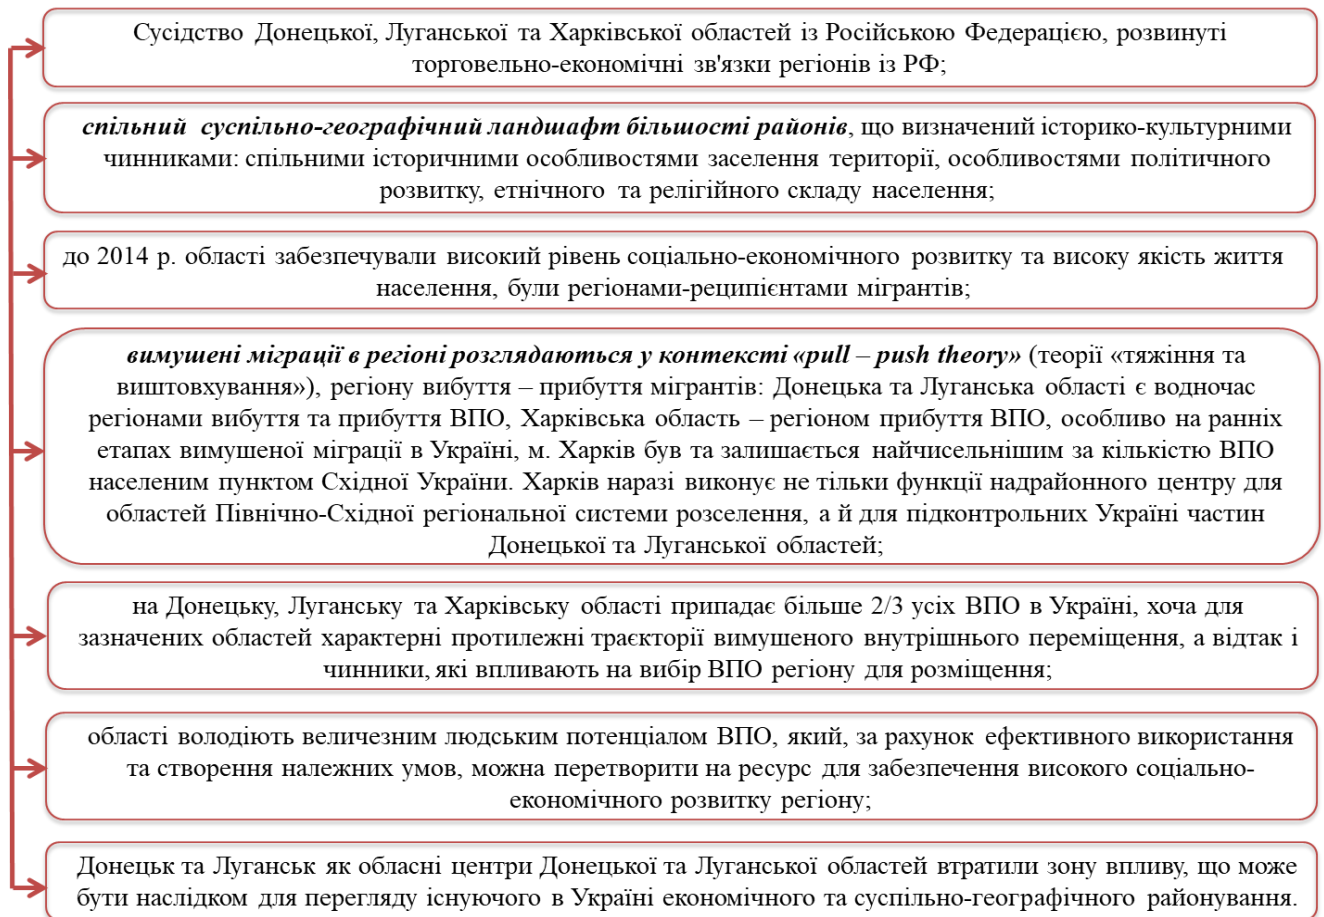 Сусідство Донецької, Луганської та Харківської областей із Російською Федерацією, розвинуті
торговельно-економічні зв'язки регіонів із РФ;
спільний суспільно-географічний ландшафт більшості районів, що визначений історико-культурними
чинниками: спільними історичними особливостями заселення території, особливостями політичного
розвитку, етнічного та релігійного складу населення;
до 2014 р. області забезпечували високий рівень соціально-економічного розвитку та високу якість життя
населення, були регіонами-реципієнтами мігрантів;
вимушені міграції в регіоні розглядаються у контексті «pull – push theory» (теорії «тяжіння та
виштовхування»), регіону вибуття – прибуття мігрантів: Донецька та Луганська області є водночас
регіонами вибуття та прибуття ВПО, Харківська область – регіоном прибуття ВПО, особливо на ранніх
етапах вимушеної міграції в Україні, м. Харків був та залишається найчисельнішим за кількістю ВПО
населеним пунктом Східної України. Харків наразі виконує не тільки функції надрайонного центру для
областей Північно-Східної регіональної системи розселення, а й для підконтрольних Україні частин
Донецької та Луганської областей;
на Донецьку, Луганську та Харківську області припадає більше 2/3 усіх ВПО в Україні, хоча для
зазначених областей характерні протилежні траєкторії вимушеного внутрішнього переміщення, а відтак і
чинники, які впливають на вибір ВПО регіону для розміщення;
області володіють величезним людським потенціалом ВПО, який, за рахунок ефективного використання
та створення належних умов, можна перетворити на ресурс для забезпечення високого соціально-
економічного розвитку регіону;
Донецьк та Луганськ як обласні центри Донецької та Луганської областей втратили зону впливу, що може
бути наслідком для перегляду існуючого в Україні економічного та суспільно-географічного районування.